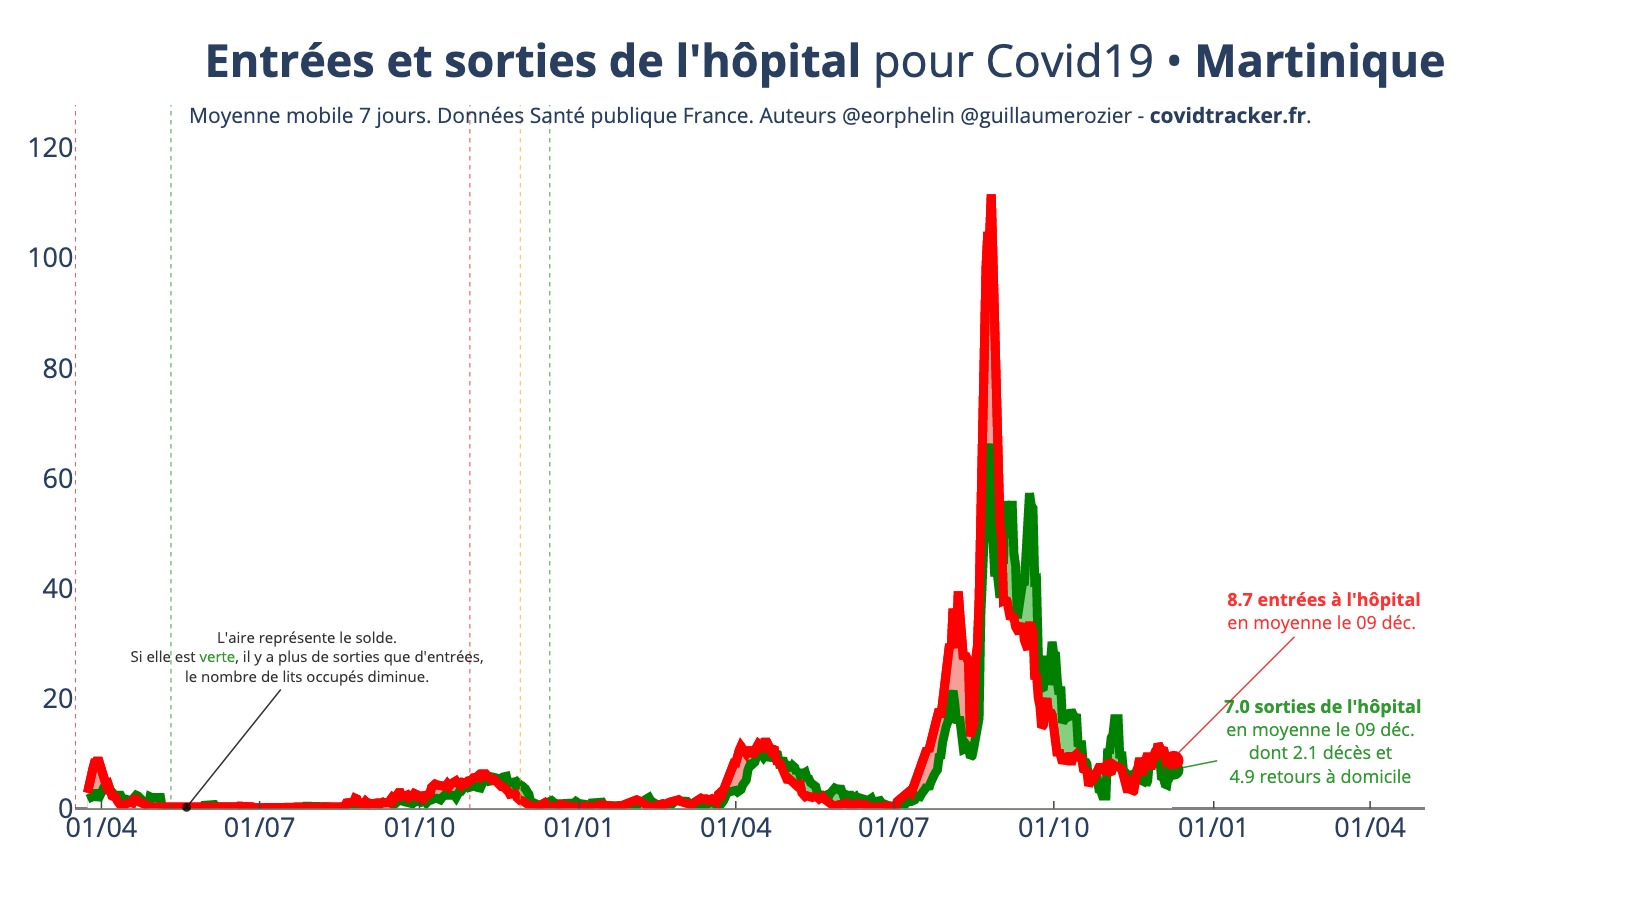 Entrées et sorties de l'hôpital pour Covid19 • Martinique
Moyenne mobile 7 jours. Données Santé publique France. Auteurs @eorphelin @guillaumerozier - covidtracker.fr.
120
100
80
60
40
20
0
L'aire représente le solde.
Si elle est verte, il y a plus de sorties que d'entrées,
le nombre de lits occupés diminue.
8.7 entrées à l'hôpital
en moyenne le 09 déc.
7.0 sorties de l'hôpital
en moyenne le 09 déc.
dont 2.1 décès et
4.9 retours à domicile
01/04 01/07 01/10 01/01 01/04 01/07 01/10 01/01 01/04